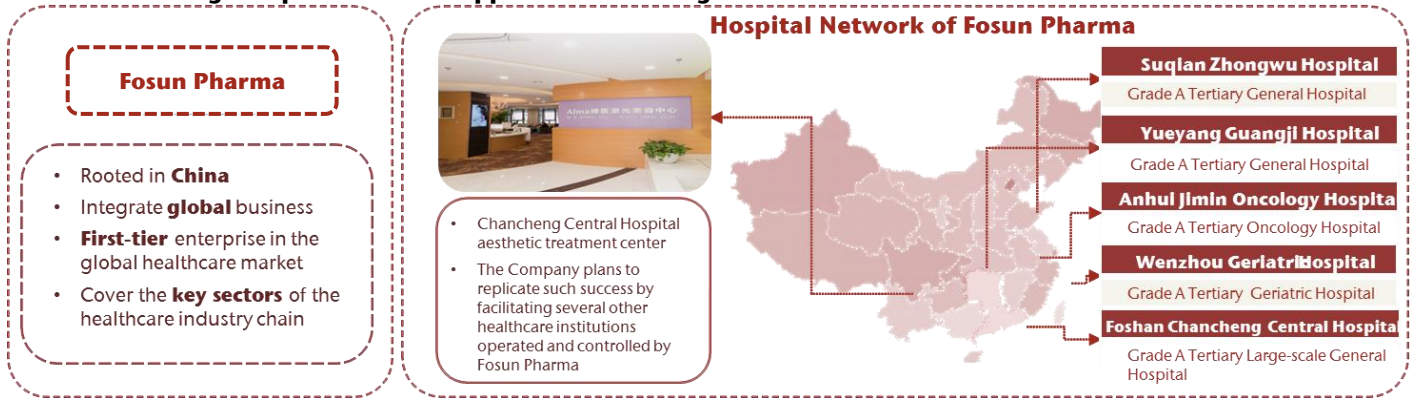 Fosun Pharma
• Rooted in China
• Integrate global business
• First-tier enterprise in the
global healthcare market
• Cover the key sectors of the
healthcare industry chain
Hospital Network of Fosun Pharma
• Chancheng Central Hospital
aesthetic treatment center
• The Company plans to
replicate such success by
facilitating several other
healthcare institutions
operated and controlled by
Fosun Pharma
Suqian Zhongwu Hospital
Grade A Tertiary General Hospital
Yueyang Guangji Hospital
Grade A Tertiary General Hospital
Anhui Jimin Oncology Hospita
Grade A Tertiary Oncology Hospital
Wenzhou Geriatric Hospital
Grade A Tertiary Geriatric Hospital
Foshan Chancheng Central Hospital
Grade A Tertiary Large-scale General
Hospital